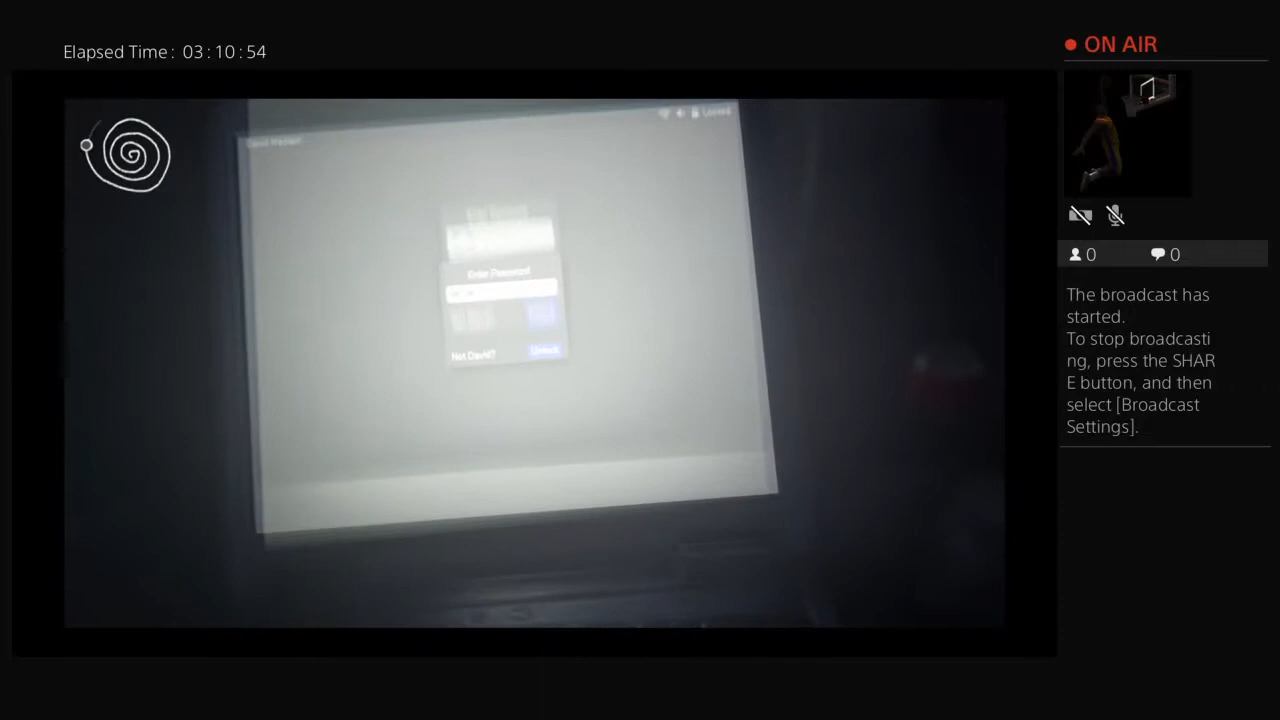 Elapsed Time: 03:10:54
ON AIR
Locked
Enter Password
Not David?
Unlock
0
0
The broadcast has
started.
To stop broadcasti
ng, press the SHAR
E button, and then
select [Broadcast
Settings].